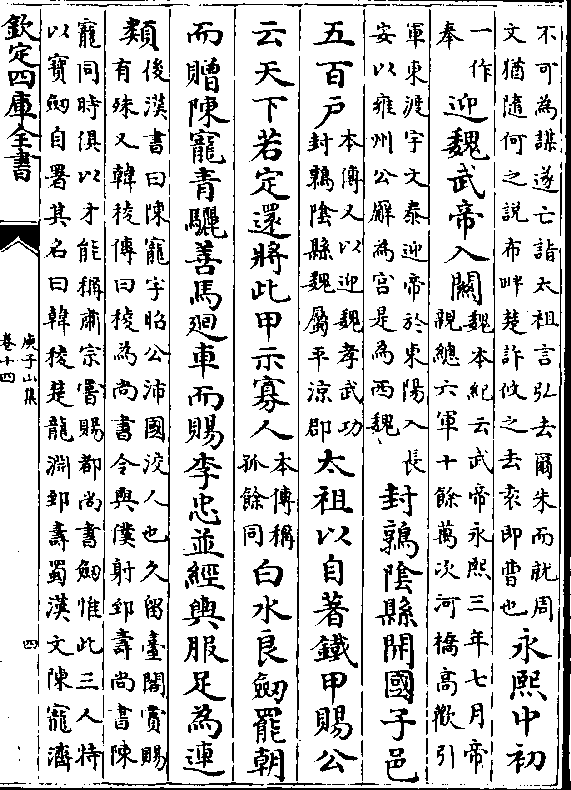 不可為謀遂亡詣太祖言弘去爾朱而就周
文猶隨何之説布畔楚訢攸之去袁即曹也
永熙中初
一作
奉
迎魏武帝入關
魏本紀云武帝永熙三年七月帝
親總六軍十餘萬次河橋高歡引
軍東渡宇文泰迎帝於東陽入長
安以雍州公廨為宫是為西魏
封鶉隂縣開國子邑
五百户
本傳又以迎魏孝武功
封鶉隂縣魏屬平涼郡
太祖以自著鐵甲賜公
云天下若定還將此甲示寡人
本傳稱
孤餘同
白水良劒罷朝
而贈陳寵青驪善馬廻車而賜李忠並經輿服足為連
類
後漢書曰陳寵字昭公沛國洨人也久留臺閣賞賜
有殊又韓稜傳曰稜為尚書令與僕射郅壽尚書陳
寵同時俱以才能稱肅宗嘗賜都尚書劒惟此三人特
以寶劒自署其名曰韓稜楚龍淵郅壽蜀漢文陳寵濟
欽定四庫全書
庾子山集
卷十四
四